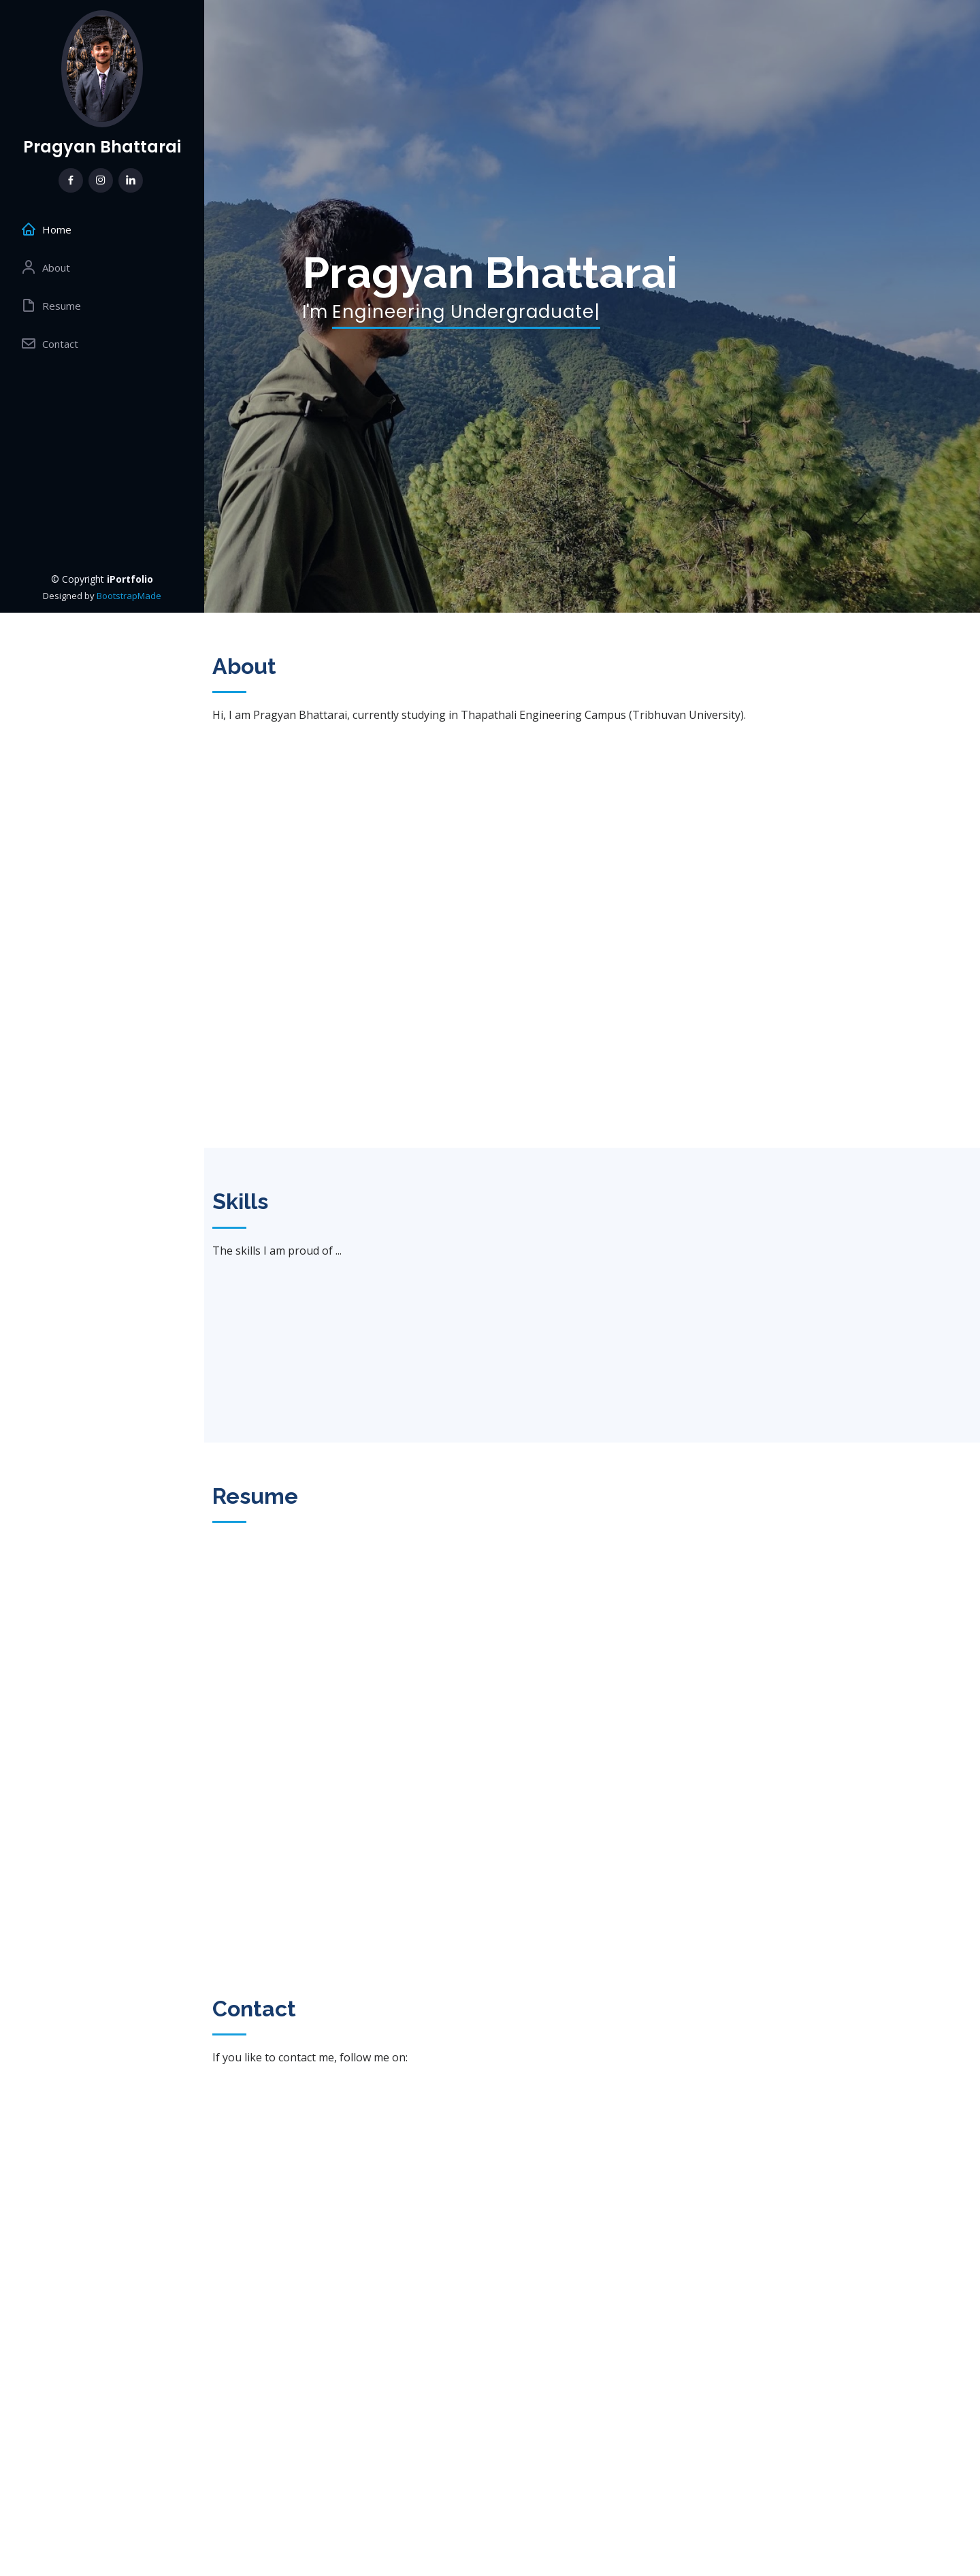 Pragyan Bhattarai
Home
About
Resume
Contact
© Copyright iPortfolio
Designed by BootstrapMade
Pragyan Bhattarai
I'm Engineering Undergraduate|
About
Hi, I am Pragyan Bhattarai, currently studying in Thapathali Engineering Campus (Tribhuvan University).
Skills
The skills I am proud of ...
Resume
Contact
If you like to contact me, follow me on: